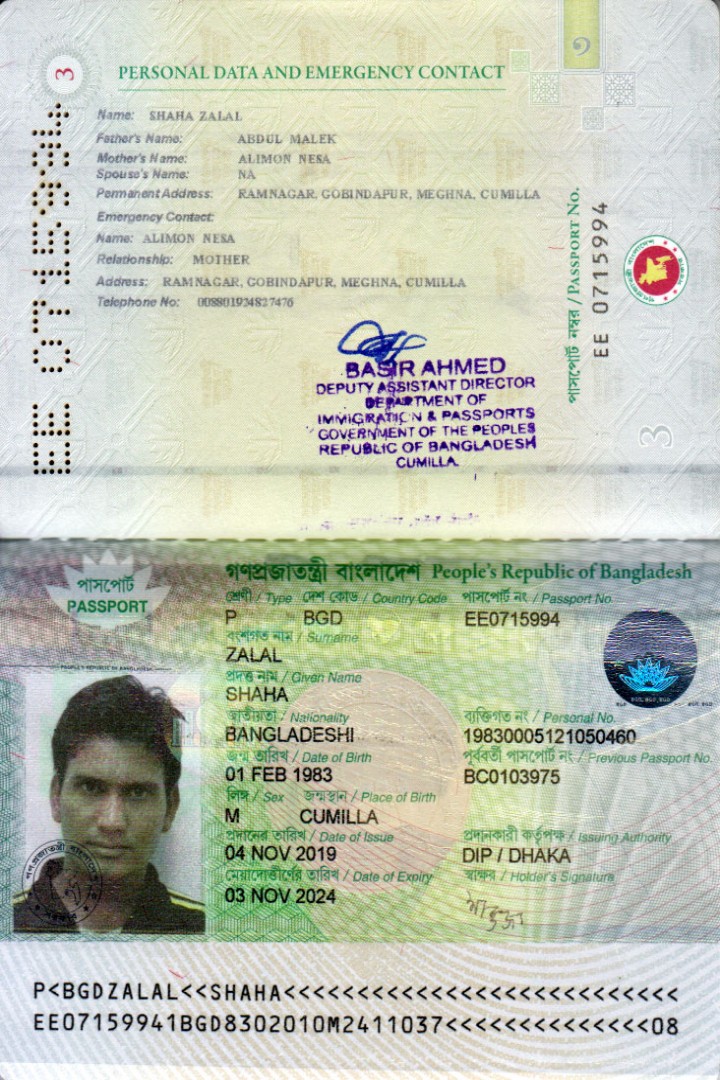 3
PERSONAL DATA AND EMERGENCY CONTACT
Name: SHAHA ZALAL
Father's Name: ABDUL MALEK
Mother's Name: ALIMON NESA
Spouse's Name: NA
Permanent Address: RAMNAGAR, GOBINDAPUR, MEGHNA, CUMILLA
Emergency Contact:
Name: ALIMON NESA
Relationship: MOTHER
Address: RAMNAGAR, GOBINDAPUR, MEGHNA, CUMILLA
Telephone No: 008801924827476
EE 0715994
পাসপোর্ট নম্বর / PASSPORT No.
EE 0715994
BASIR AHMED
DEPUTY ASSISTANT DIRECTOR
DEPARTMENT OF
IMMIGRATION & PASSPORTS
GOVERNMENT OF THE PEOPLES
REPUBLIC OF BANGLADESH
CUMILLA.
3
পাসপোর্ট
PASSPORT
গণপ্রজাতন্ত্রী বাংলাদেশ People's Republic of Bangladesh
শ্রেণী / Type দেশ কোড / Country Code পাসপোর্ট নং / Passport No.
P BGD EE0715994
বংশগত নাম / Surname
ZALAL
প্রদত্ত নাম / Given Name
SHAHA
জাতীয়তা / Nationality ব্যক্তিগত নং / Personal No.
BANGLADESHI 19830005121050460
জন্ম তারিখ / Date of Birth পূর্ববর্তী পাসপোর্ট নং / Previous Passport No.
01 FEB 1983 BC0103975
লিঙ্গ / Sex জন্মস্থান / Place of Birth
M CUMILLA
প্রদানের তারিখ / Date of Issue প্রদানকারী কর্তৃপক্ষ / Issuing Authority
04 NOV 2019 DIP / DHAKA
মেয়াদোত্তীর্ণের তারিখ / Date of Expiry স্বাক্ষর / Holder's Signature
03 NOV 2024
P<BGDZALAL<<SHAHA<<<<<<<<<<<<<<<<<<<<<<<<<<<
EE07159941BGD8302010M2411037<<<<<<<<<<<<<<08